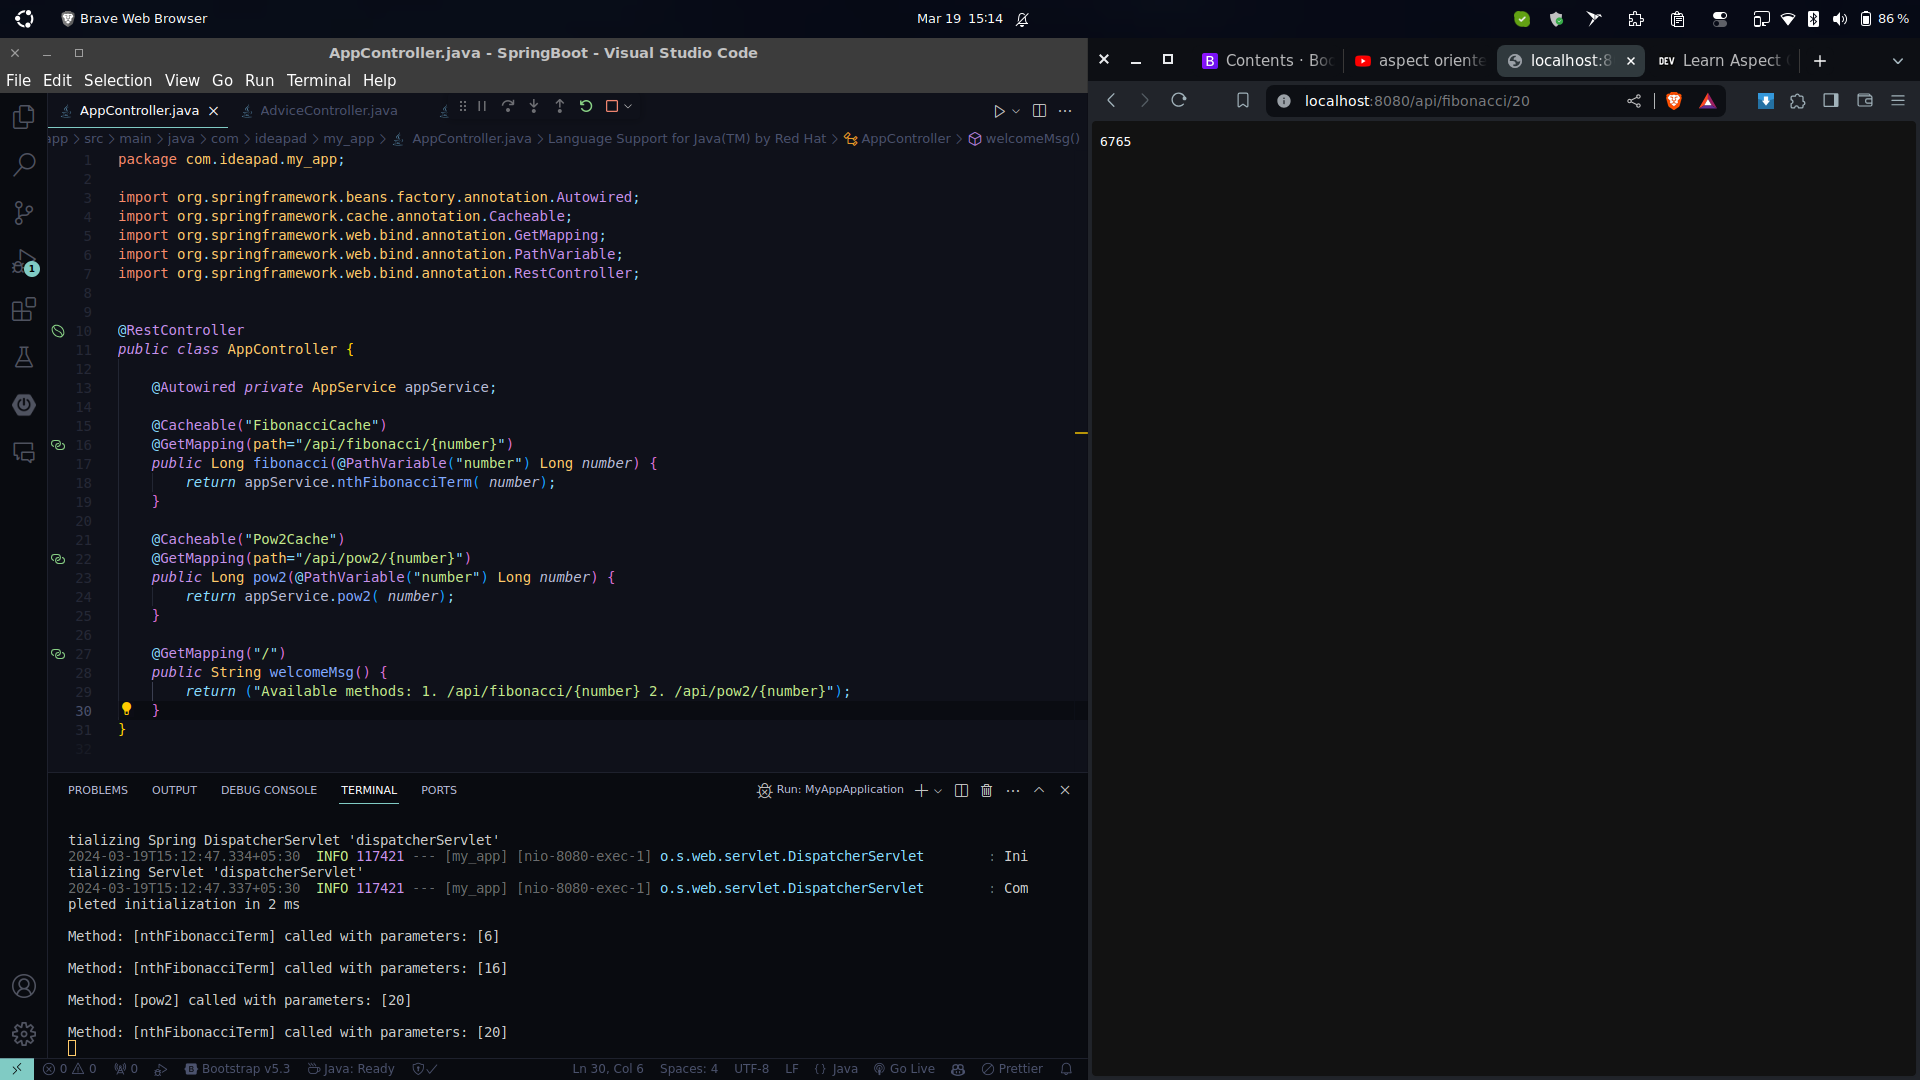 Brave Web Browser
Mar 19 15:14
86 %
AppController.java - SpringBoot - Visual Studio Code
File Edit Selection View Go Run Terminal Help
AppController.java
AdviceController.java
app > src > main > java > com > ideapad > my_app > AppController.java > Language Support for Java(TM) by Red Hat > AppController > welcomeMsg()
1 package com.ideapad.my_app;
2
3 import org.springframework.beans.factory.annotation.Autowired;
4 import org.springframework.cache.annotation.Cacheable;
5 import org.springframework.web.bind.annotation.GetMapping;
6 import org.springframework.web.bind.annotation.PathVariable;
7 import org.springframework.web.bind.annotation.RestController;
8
9
10 @RestController
11 public class AppController {
12
13 @Autowired private AppService appService;
14
15 @Cacheable("FibonacciCache")
16 @GetMapping(path="/api/fibonacci/{number}")
17 public Long fibonacci(@PathVariable("number") Long number) {
18 return appService.nthFibonacciTerm( number);
19 }
20
21 @Cacheable("Pow2Cache")
22 @GetMapping(path="/api/pow2/{number}")
23 public Long pow2(@PathVariable("number") Long number) {
24 return appService.pow2( number);
25 }
26
27 @GetMapping("/")
28 public String welcomeMsg() {
29 return ("Available methods: 1. /api/fibonacci/{number} 2. /api/pow2/{number}");
30 }
31 }
32
1
PROBLEMS OUTPUT DEBUG CONSOLE TERMINAL PORTS
Run: MyAppApplication
tializing Spring DispatcherServlet 'dispatcherServlet'
2024-03-19T15:12:47.334+05:30 INFO 117421 --- [my_app] [nio-8080-exec-1] o.s.web.servlet.DispatcherServlet : Ini
tializing Servlet 'dispatcherServlet'
2024-03-19T15:12:47.337+05:30 INFO 117421 --- [my_app] [nio-8080-exec-1] o.s.web.servlet.DispatcherServlet : Com
pleted initialization in 2 ms
Method: [nthFibonacciTerm] called with parameters: [6]
Method: [nthFibonacciTerm] called with parameters: [16]
Method: [pow2] called with parameters: [20]
Method: [nthFibonacciTerm] called with parameters: [20]
0 0 0 Bootstrap v5.3 Java: Ready
Ln 30, Col 6 Spaces: 4 UTF-8 LF {} Java Go Live Prettier
B Contents · Boo
aspect oriente
localhost:8
DEV Learn Aspect
localhost:8080/api/fibonacci/20
6765